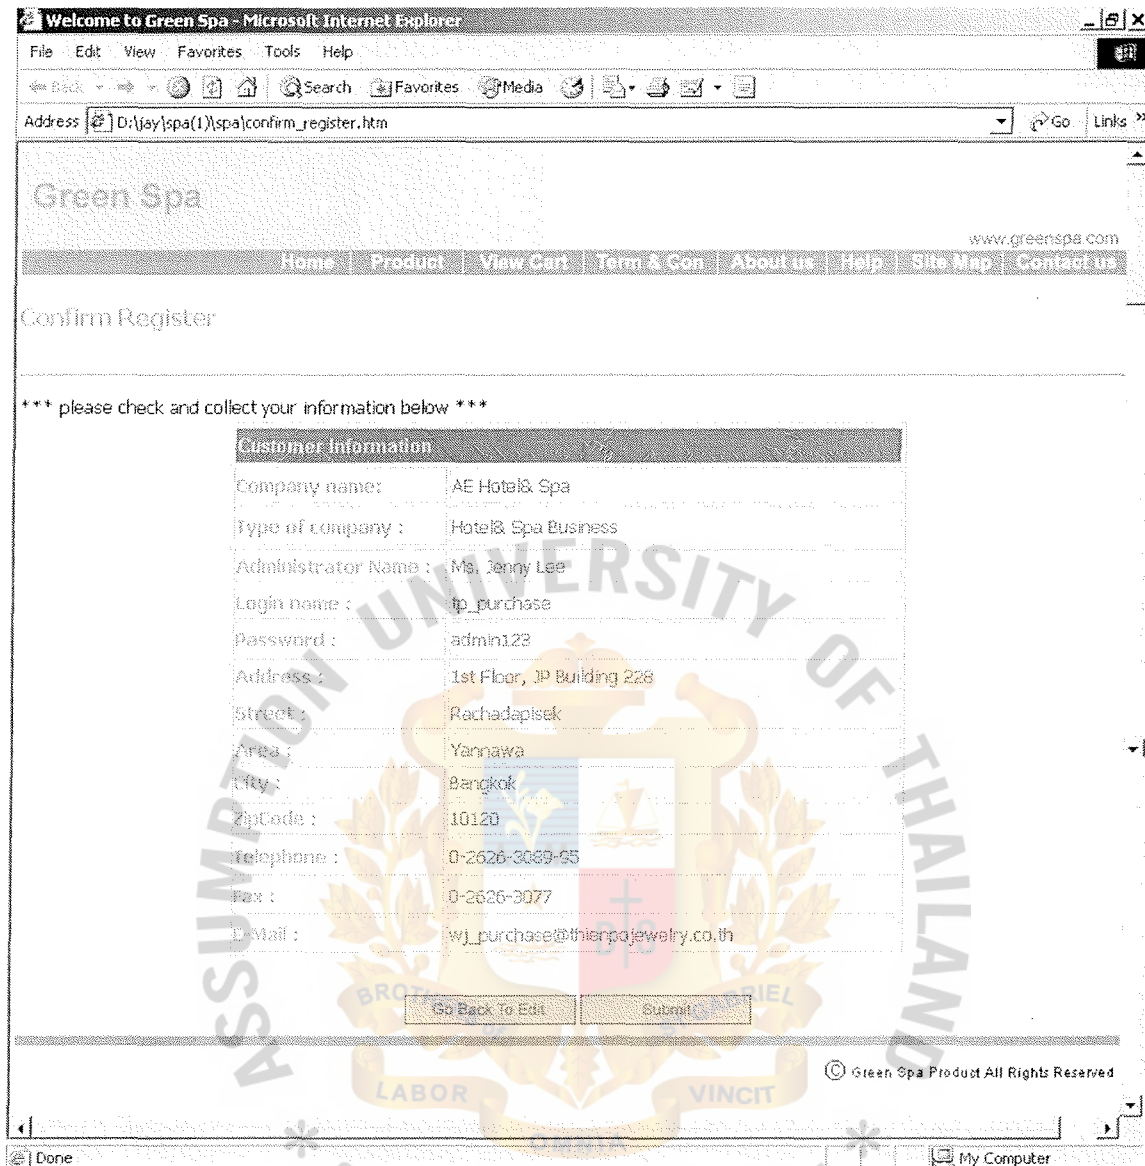 Welcome to Green Spa - Microsoft Internet Explorer
File Edit View Favorites Tools Help
Back Search Favorites Media
Address D:\jay\spa(1)\spa\confirm_register.htm Go Links »
Green Spa
www.greenspa.com
Home | Product | View Cart | Term & Con | About us | Help | Site Map | Contact us
Confirm Register
*** please check and collect your information below ***
Customer Information
Company name: AE Hotel& Spa
Type of company : Hotel& Spa Business
Administrator Name : Ms. Jenny Lee
Login name : tp_purchase
Password : admin123
Address : 1st Floor, JP Building 228
Street : Rachadapisek
Area : Yannawa
City : Bangkok
ZipCode : 10120
Telephone : 0-2626-3089-95
Fax : 0-2626-3077
E-Mail : wj_purchase@thienpojewelry.co.th
Go Back To Edit Submit
© Green Spa Product All Rights Reserved
Done My Computer
ASSUMPTION UNIVERSITY OF THAILAND
BROTHERS OF ST GABRIEL
LABOR OMNIA VINCIT